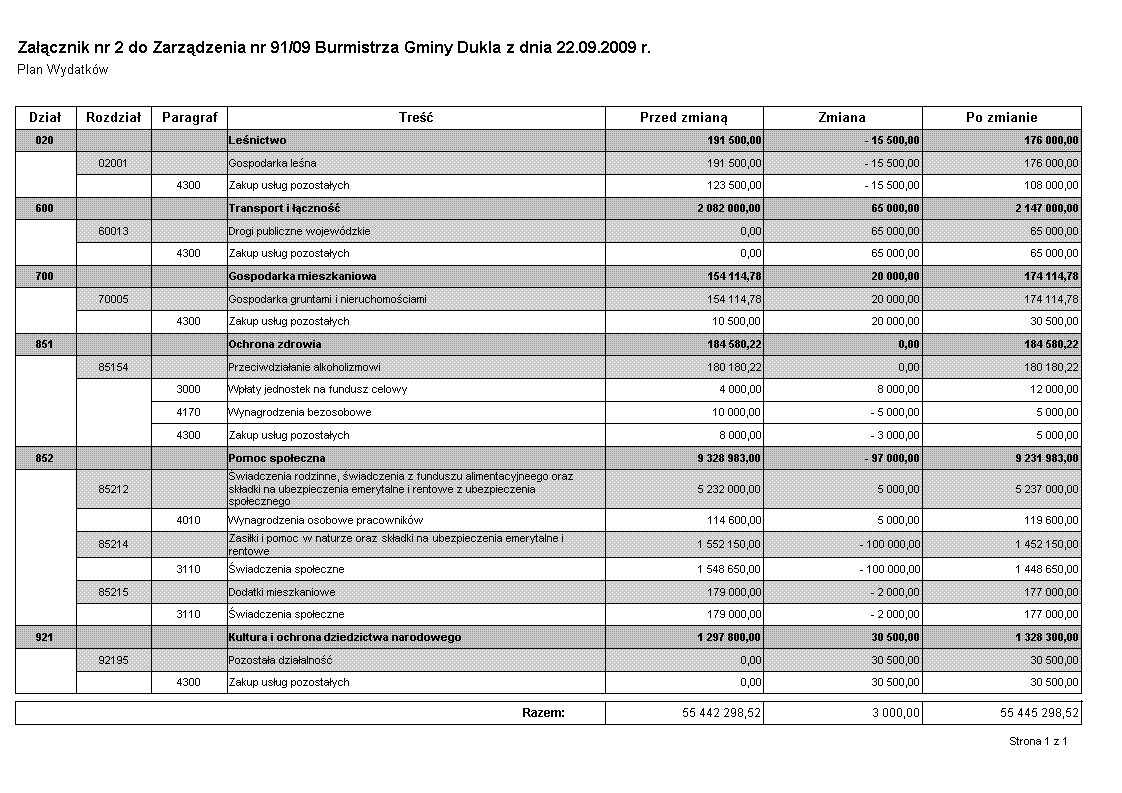 Załącznik nr 2 do Zarządzenia nr 91/09 Burmistrza Gminy Dukla z dnia 22.09.2009 r.
Plan Wydatków
Dział Rozdział Paragraf Treść Przed zmianą Zmiana Po zmianie
020 Leśnictwo 191 500,00 - 15 500,00 176 000,00
02001 Gospodarka leśna 191 500,00 - 15 500,00 176 000,00
4300 Zakup usług pozostałych 123 500,00 - 15 500,00 108 000,00
600 Transport i łączność 2 082 000,00 65 000,00 2 147 000,00
60013 Drogi publiczne wojewódzkie 0,00 65 000,00 65 000,00
4300 Zakup usług pozostałych 0,00 65 000,00 65 000,00
700 Gospodarka mieszkaniowa 154 114,78 20 000,00 174 114,78
70005 Gospodarka gruntami i nieruchomościami 154 114,78 20 000,00 174 114,78
4300 Zakup usług pozostałych 10 500,00 20 000,00 30 500,00
851 Ochrona zdrowia 184 580,22 0,00 184 580,22
85154 Przeciwdziałanie alkoholizmowi 180 180,22 0,00 180 180,22
3000 Wpłaty jednostek na fundusz celowy 4 000,00 8 000,00 12 000,00
4170 Wynagrodzenia bezosobowe 10 000,00 - 5 000,00 5 000,00
4300 Zakup usług pozostałych 8 000,00 - 3 000,00 5 000,00
852 Pomoc społeczna 9 328 983,00 - 97 000,00 9 231 983,00
Świadczenia rodzinne, świadczenia z funduszu alimentacyjneego oraz
85212 składki na ubezpieczenia emerytalne i rentowe z ubezpieczenia 5 232 000,00 5 000,00 5 237 000,00
społecznego
4010 Wynagrodzenia osobowe pracowników 114 600,00 5 000,00 119 600,00
85214 Zasiłki i pomoc w naturze oraz składki na ubezpieczenia emerytalne i 1 552 150,00 - 100 000,00 1 452 150,00
rentowe
3110 Świadczenia społeczne 1 548 650,00 - 100 000,00 1 448 650,00
85215 Dodatki mieszkaniowe 179 000,00 - 2 000,00 177 000,00
3110 Świadczenia społeczne 179 000,00 - 2 000,00 177 000,00
921 Kultura i ochrona dziedzictwa narodowego 1 297 800,00 30 500,00 1 328 300,00
92195 Pozostała działalność 0,00 30 500,00 30 500,00
4300 Zakup usług pozostałych 0,00 30 500,00 30 500,00
Razem: 55 442 298,52 3 000,00 55 445 298,52
Strona 1 z 1